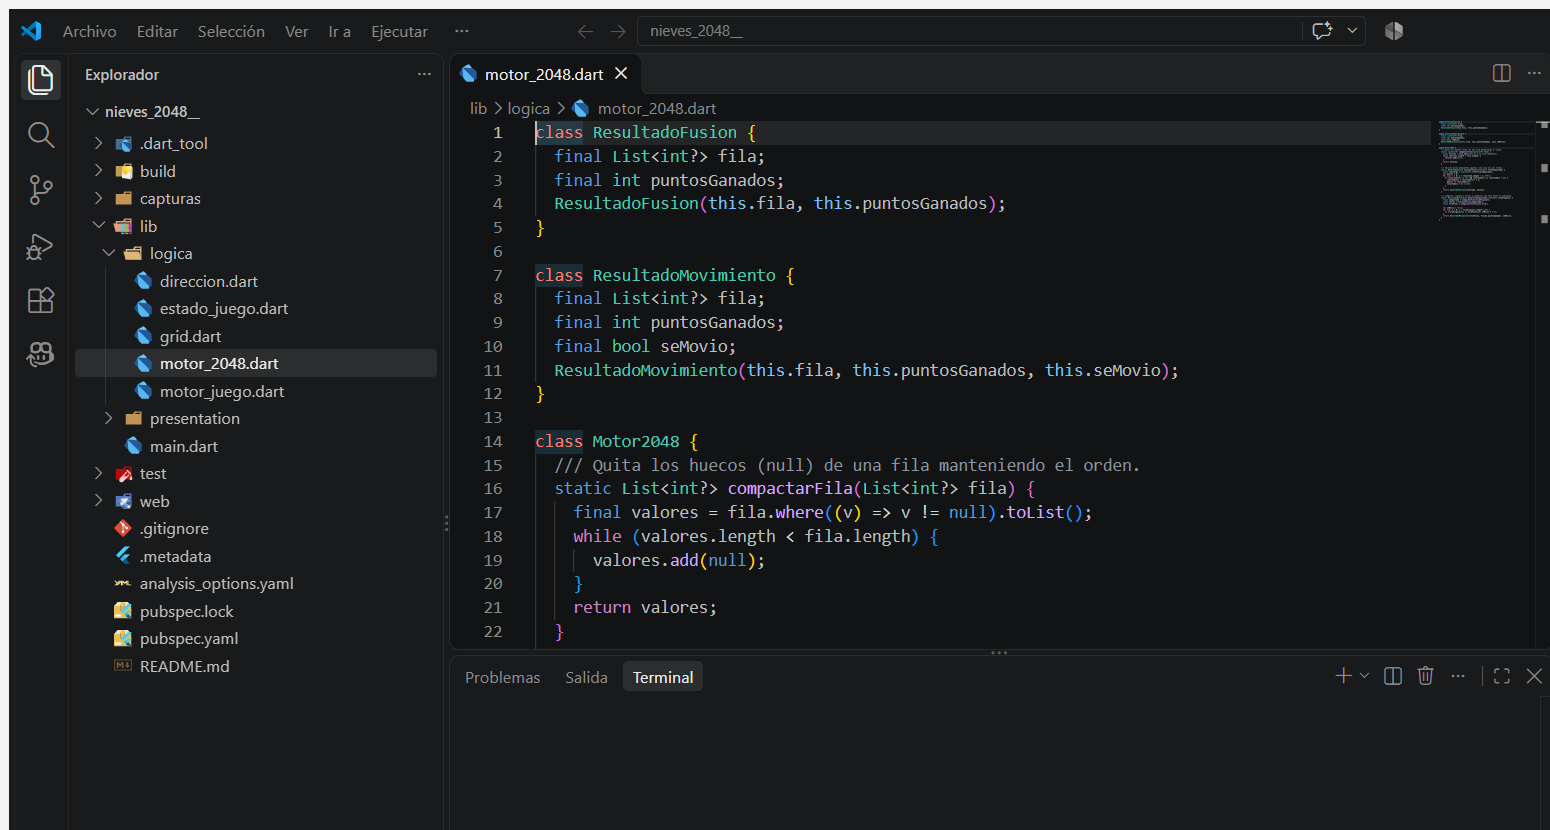 Archivo Editar Selección Ver Ir a Ejecutar ···
nieves_2048__
Explorador
nieves_2048__
.dart_tool
build
capturas
lib
logica
direccion.dart
estado_juego.dart
grid.dart
motor_2048.dart
motor_juego.dart
presentation
main.dart
test
web
.gitignore
.metadata
analysis_options.yaml
pubspec.lock
pubspec.yaml
README.md
motor_2048.dart
lib > logica > motor_2048.dart
1 class ResultadoFusion {
2 final List<int?> fila;
3 final int puntosGanados;
4 ResultadoFusion(this.fila, this.puntosGanados);
5 }
6
7 class ResultadoMovimiento {
8 final List<int?> fila;
9 final int puntosGanados;
10 final bool seMovio;
11 ResultadoMovimiento(this.fila, this.puntosGanados, this.seMovio);
12 }
13
14 class Motor2048 {
15 /// Quita los huecos (null) de una fila manteniendo el orden.
16 static List<int?> compactarFila(List<int?> fila) {
17 final valores = fila.where((v) => v != null).toList();
18 while (valores.length < fila.length) {
19 valores.add(null);
20 }
21 return valores;
22 }
Problemas Salida Terminal